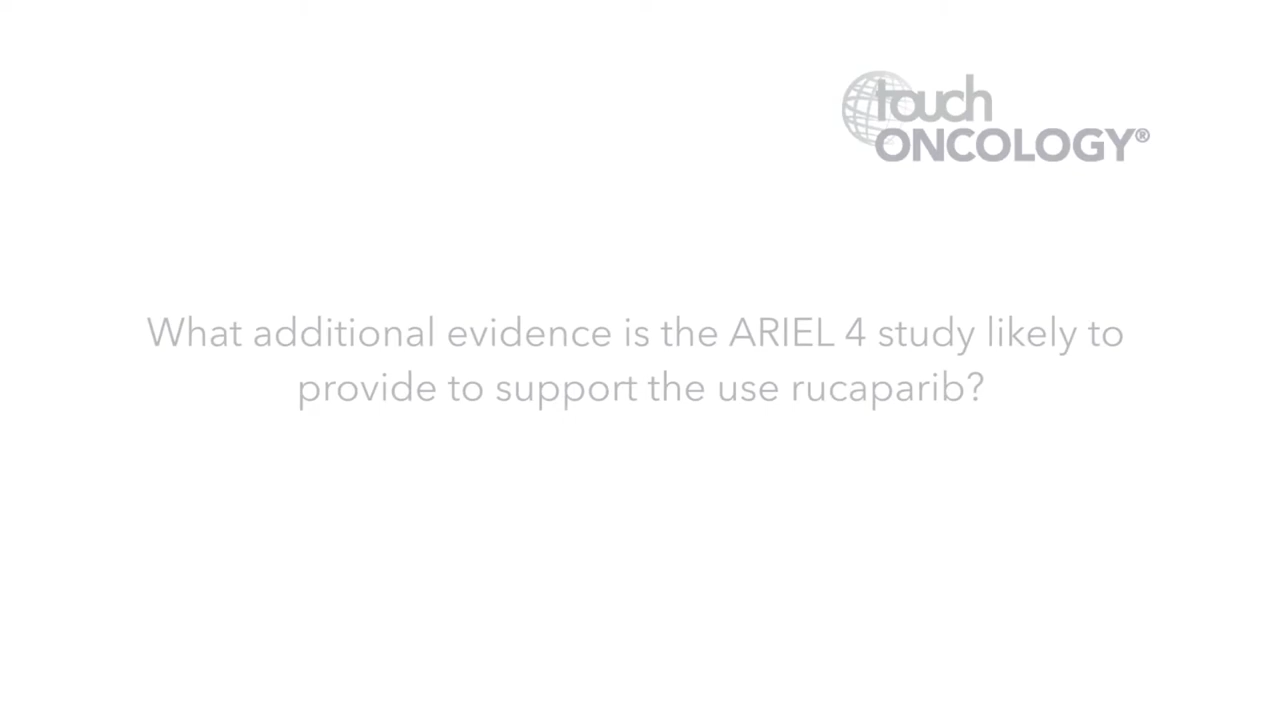 touch
ONCOLOGY®
What additional evidence is the ARIEL 4 study likely to
provide to support the use rucaparib?